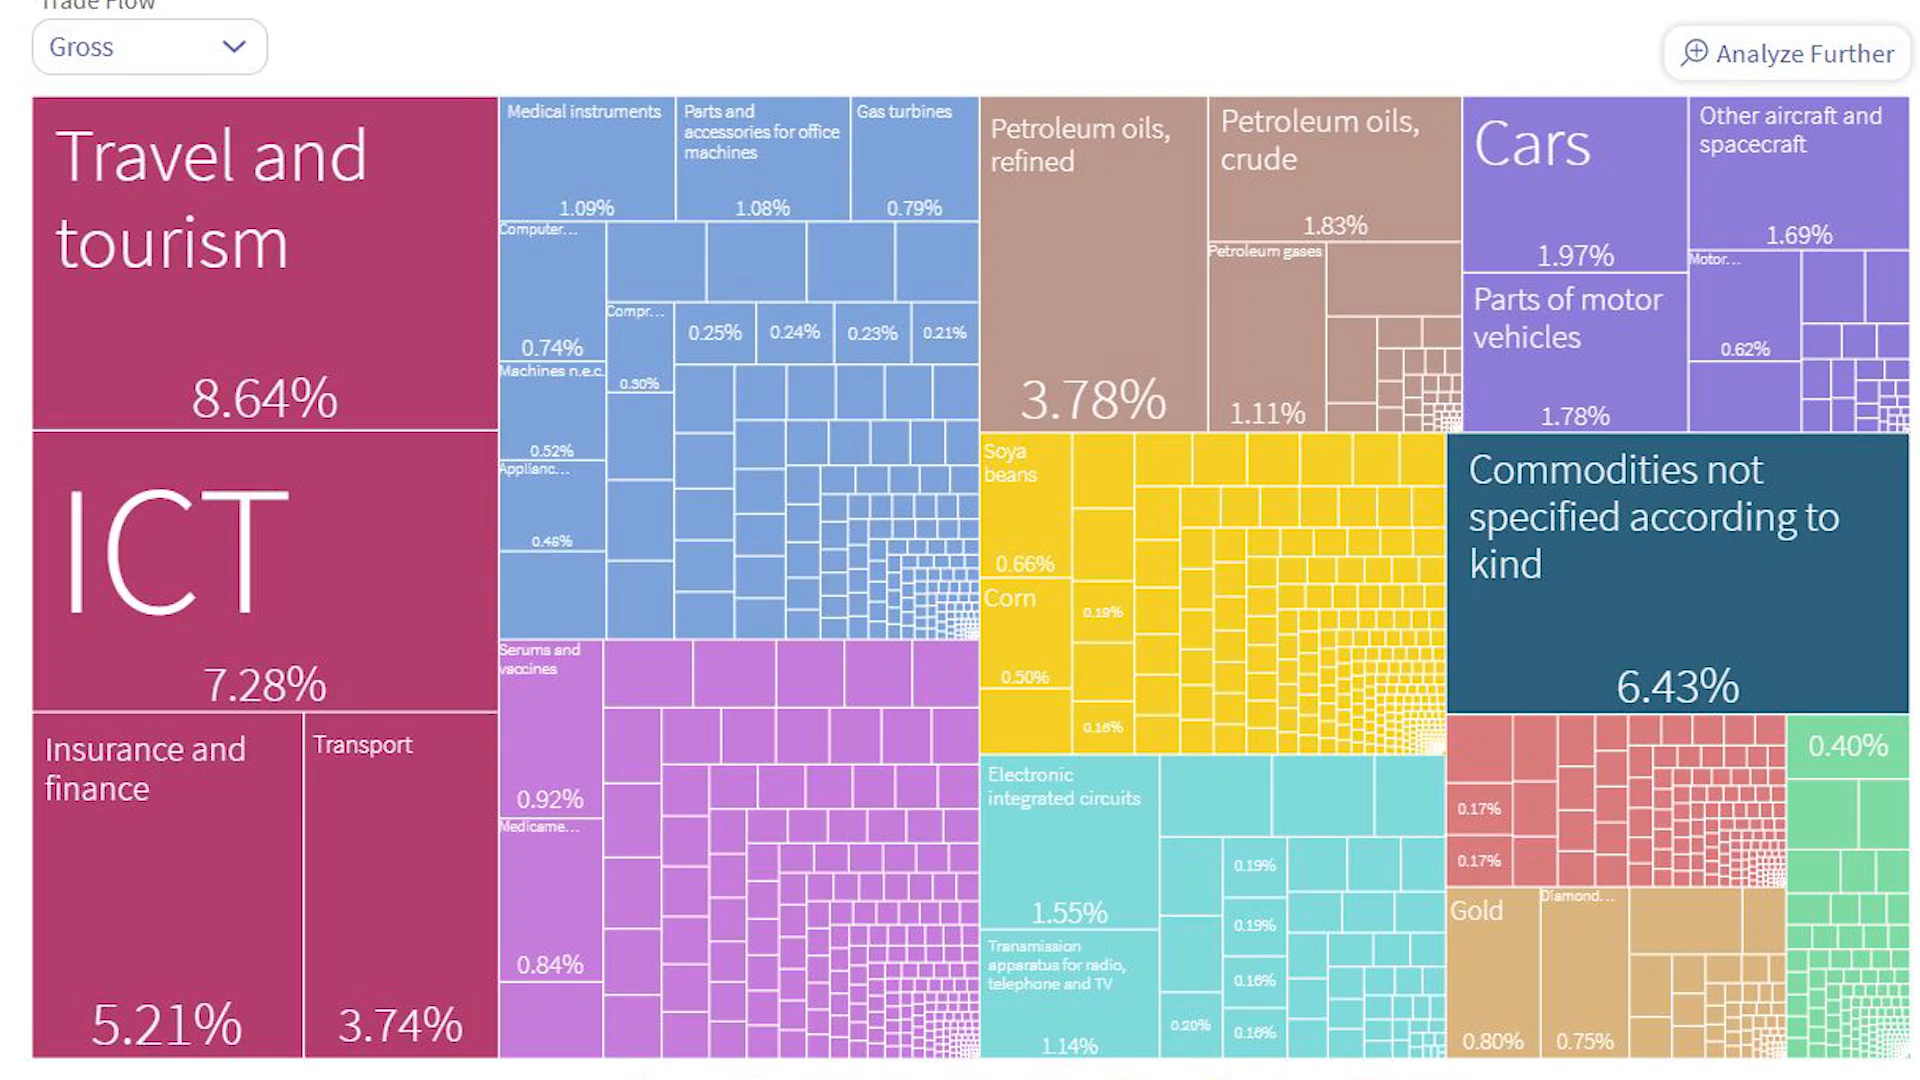 Trade Flow
Gross
Analyze Further
Travel and
tourism
8.64%
ICT
7.28%
Insurance and
finance
5.21%
Transport
3.74%
Medical instruments
1.09%
Parts and
accessories for office
machines
1.08%
Gas turbines
0.79%
Computer...
0.74%
Compr...
0.30%
0.25%
0.24%
0.23%
0.21%
Machines n.e.c.
0.52%
Applianc...
0.48%
Serums and
vaccines
0.92%
Medicame...
0.84%
Petroleum oils,
refined
3.78%
Petroleum oils,
crude
1.83%
Petroleum gases
1.11%
Soya
beans
0.66%
Corn
0.50%
0.19%
0.16%
Electronic
integrated circuits
1.55%
Transmission
apparatus for radio,
telephone and TV
1.14%
0.19%
0.19%
0.16%
0.16%
0.20%
Cars
1.97%
Other aircraft and
spacecraft
1.69%
Parts of motor
vehicles
1.78%
Motor...
0.62%
Commodities not
specified according to
kind
6.43%
0.17%
0.17%
0.40%
Gold
0.80%
Diamond...
0.75%